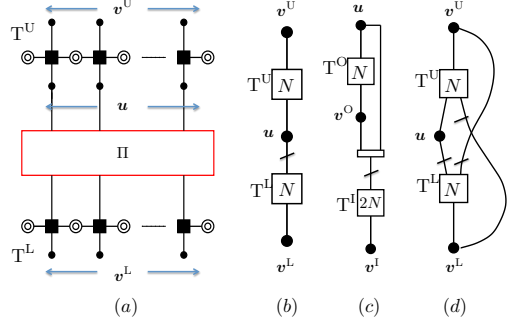 v^U
T^U
u
Π
T^L
v^L
(a)
v^U
T^U N
u
T^L N
v^L
(b)
u
T^O N
v^O
T^I 2N
v^I
(c)
v^U
T^U N
u
T^L N
v^L
(d)